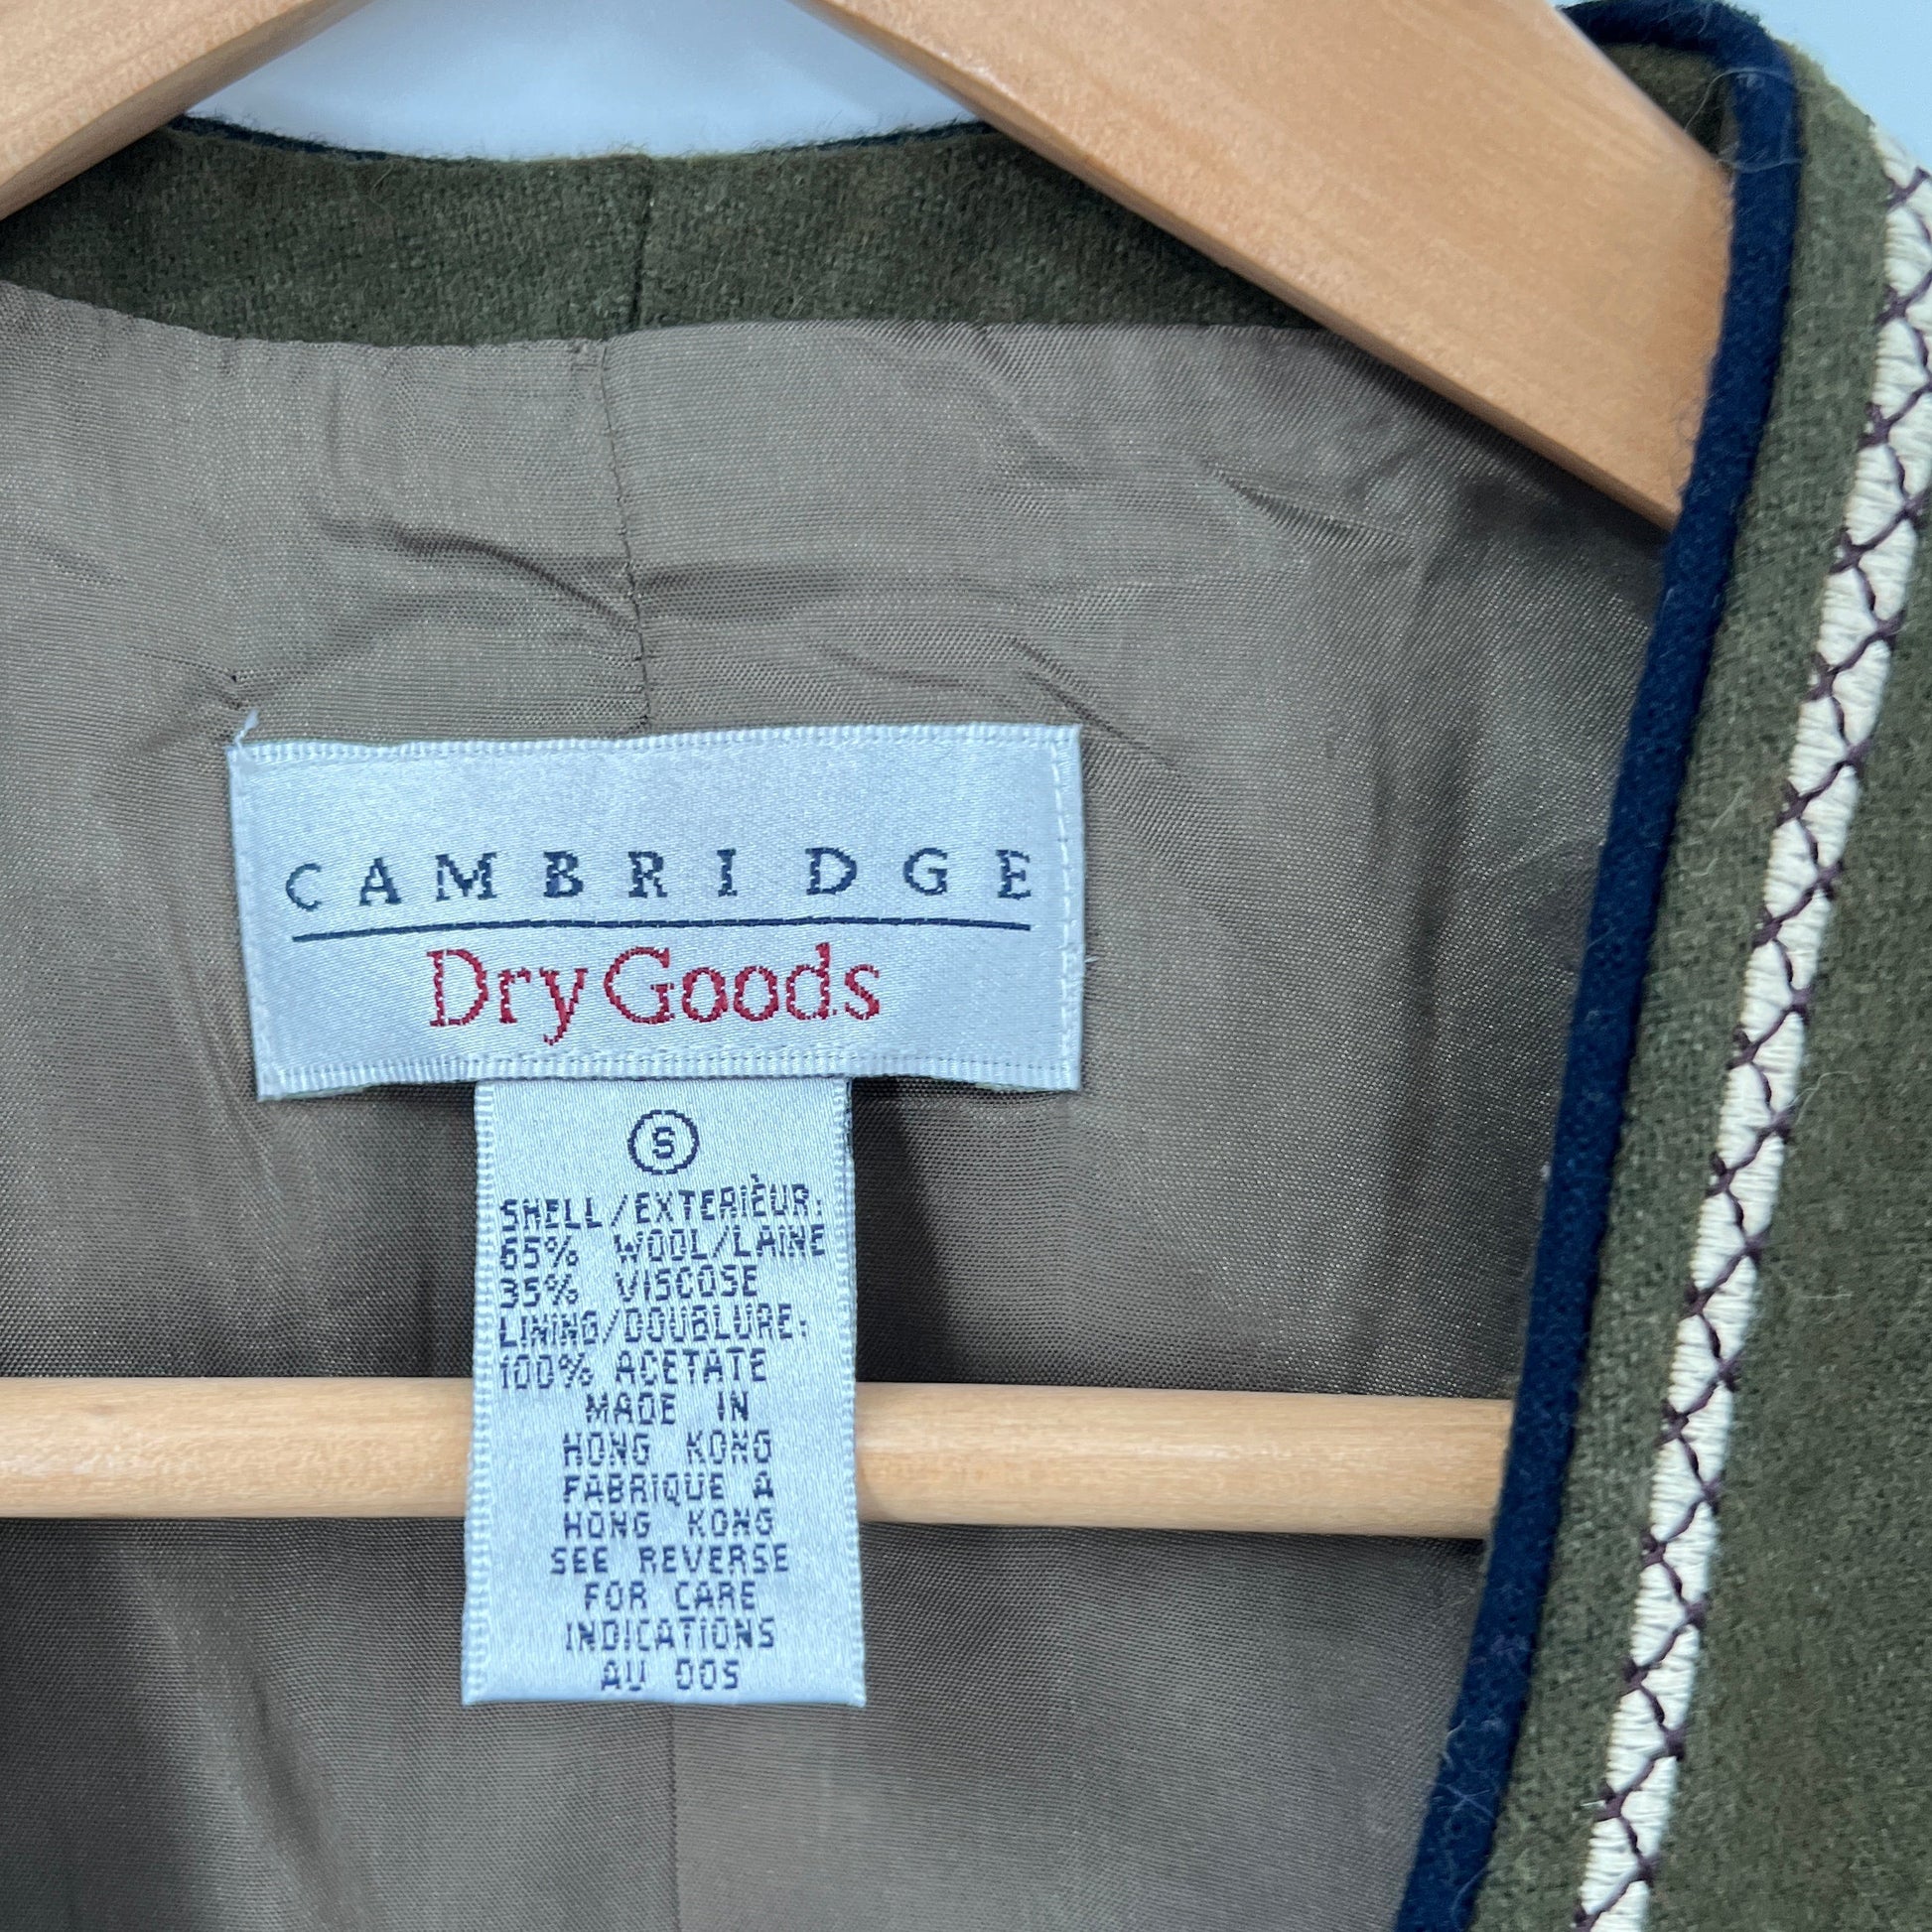 CAMBRIDGE
Dry Goods
S
SHELL/EXTERIÈUR:
65% WOOL/LAINE
35% VISCOSE
LINING/DOUBLURE:
100% ACETATE
MADE IN
HONG KONG
FABRIQUE A
HONG KONG
SEE REVERSE
FOR CARE
INDICATIONS
AU DOS